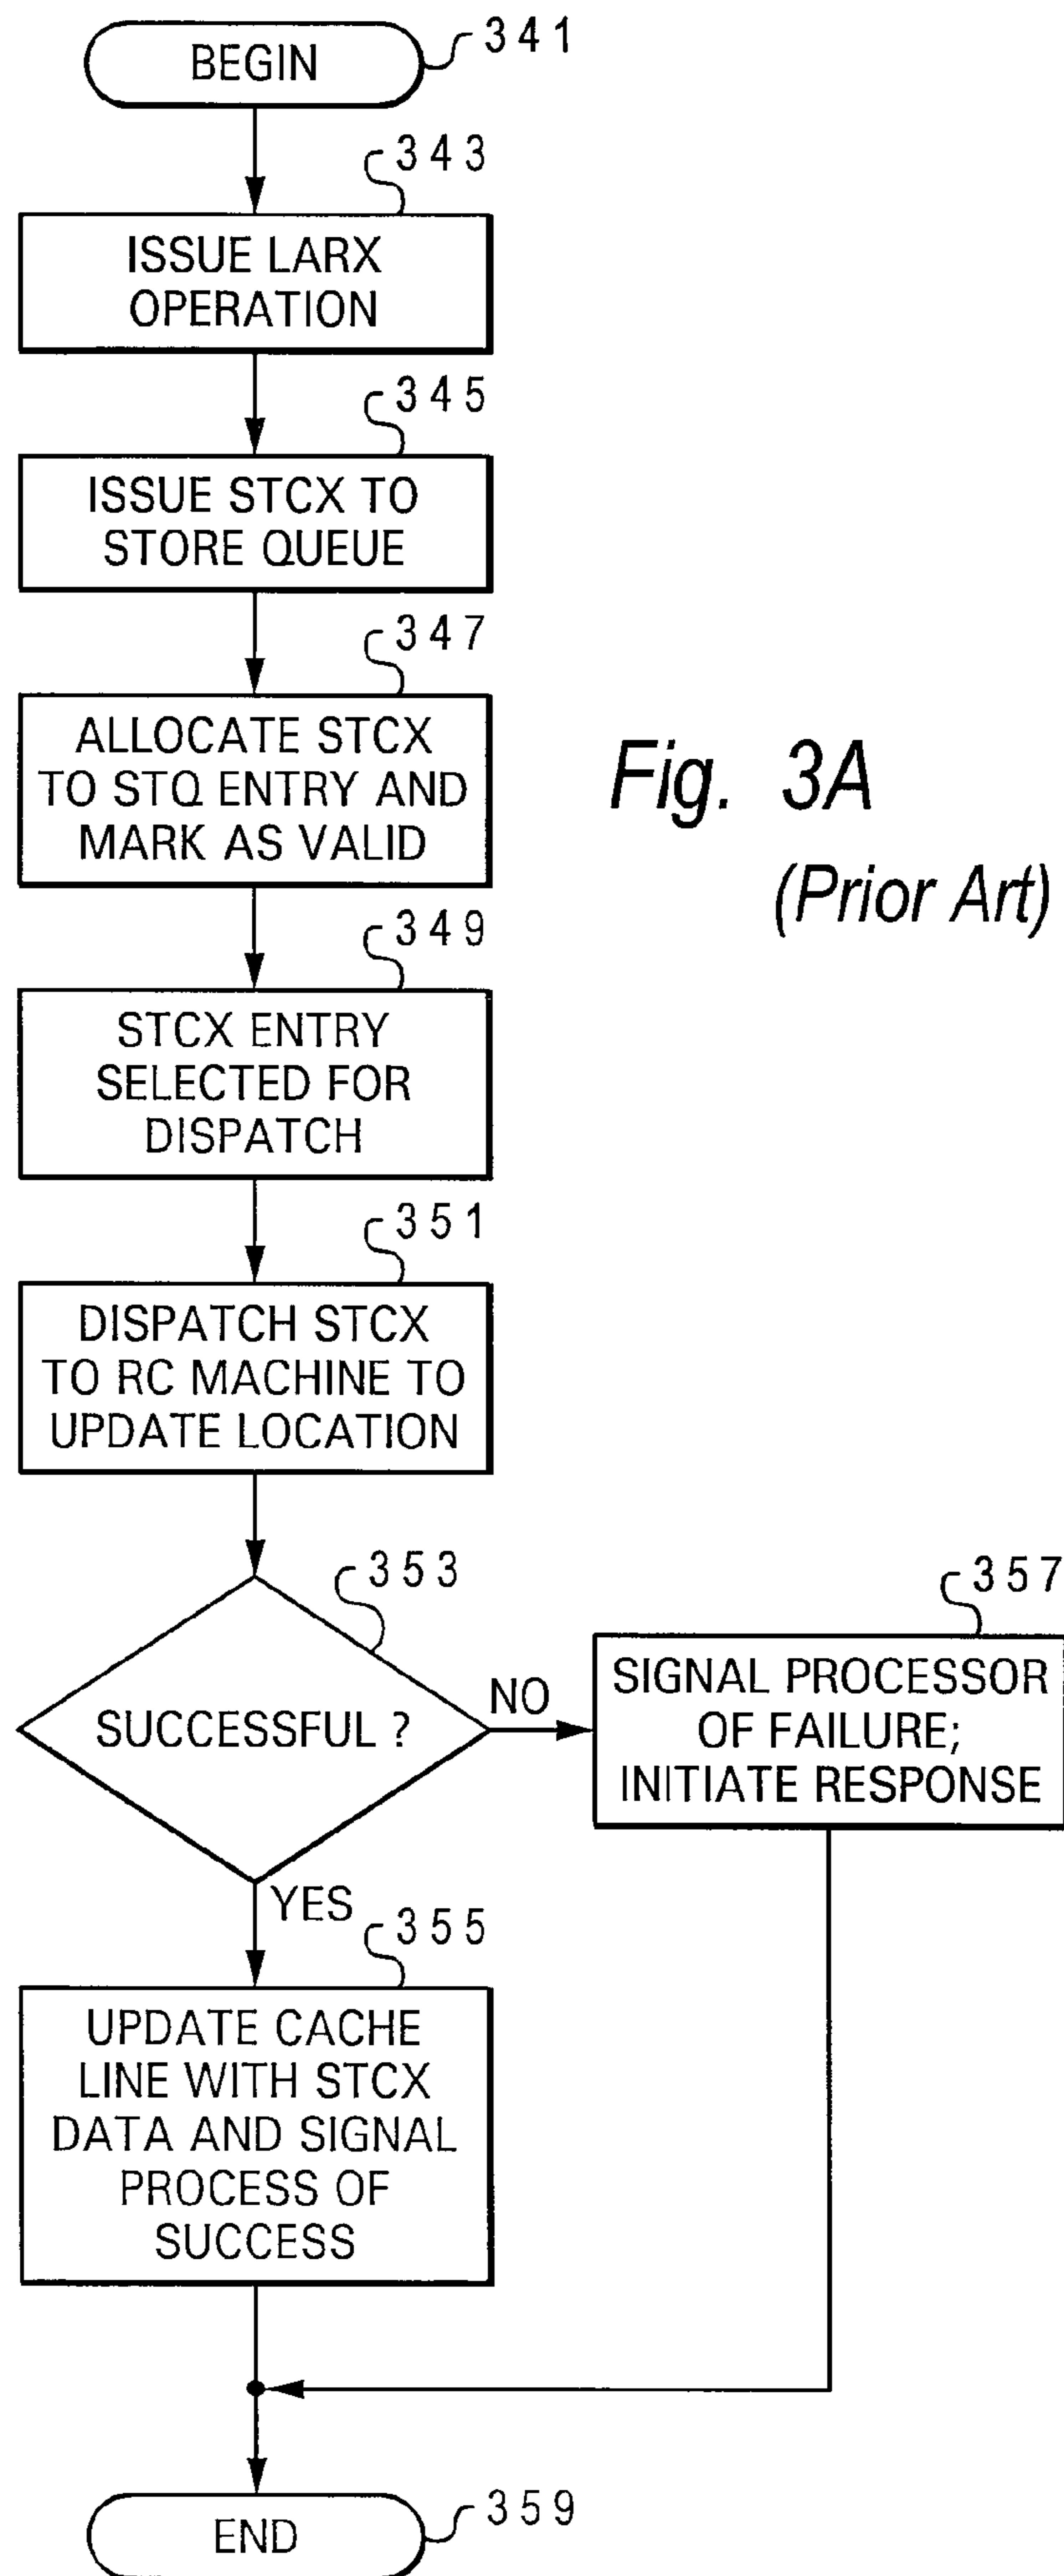 BEGIN
341
343
ISSUE LARX
OPERATION
345
ISSUE STCX TO
STORE QUEUE
347
ALLOCATE STCX
TO STQ ENTRY AND
MARK AS VALID
Fig. 3A
(Prior Art)
349
STCX ENTRY
SELECTED FOR
DISPATCH
351
DISPATCH STCX
TO RC MACHINE TO
UPDATE LOCATION
353
SUCCESSFUL ?
NO
357
SIGNAL PROCESSOR
OF FAILURE;
INITIATE RESPONSE
YES
355
UPDATE CACHE
LINE WITH STCX
DATA AND SIGNAL
PROCESS OF
SUCCESS
END
359